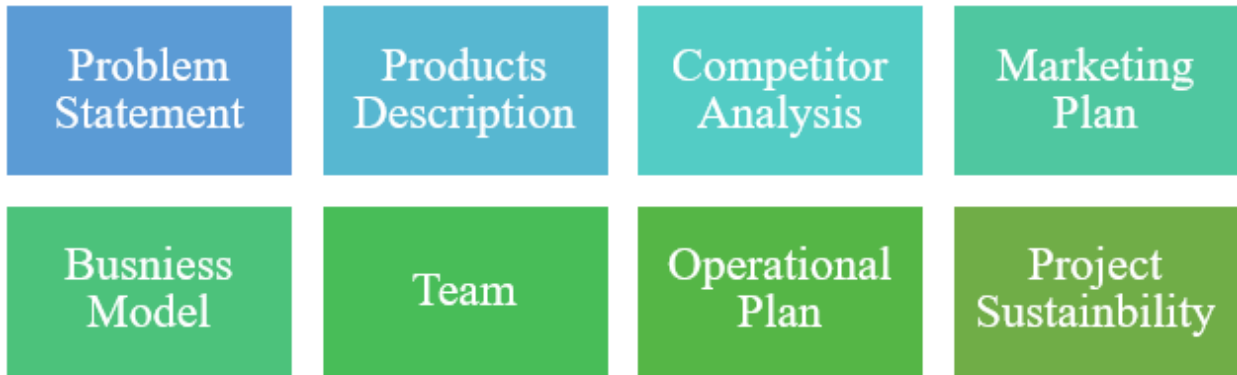 Problem
Statement
Products
Description
Competitor
Analysis
Marketing
Plan
Busniess
Model
Team
Operational
Plan
Project
Sustainbility